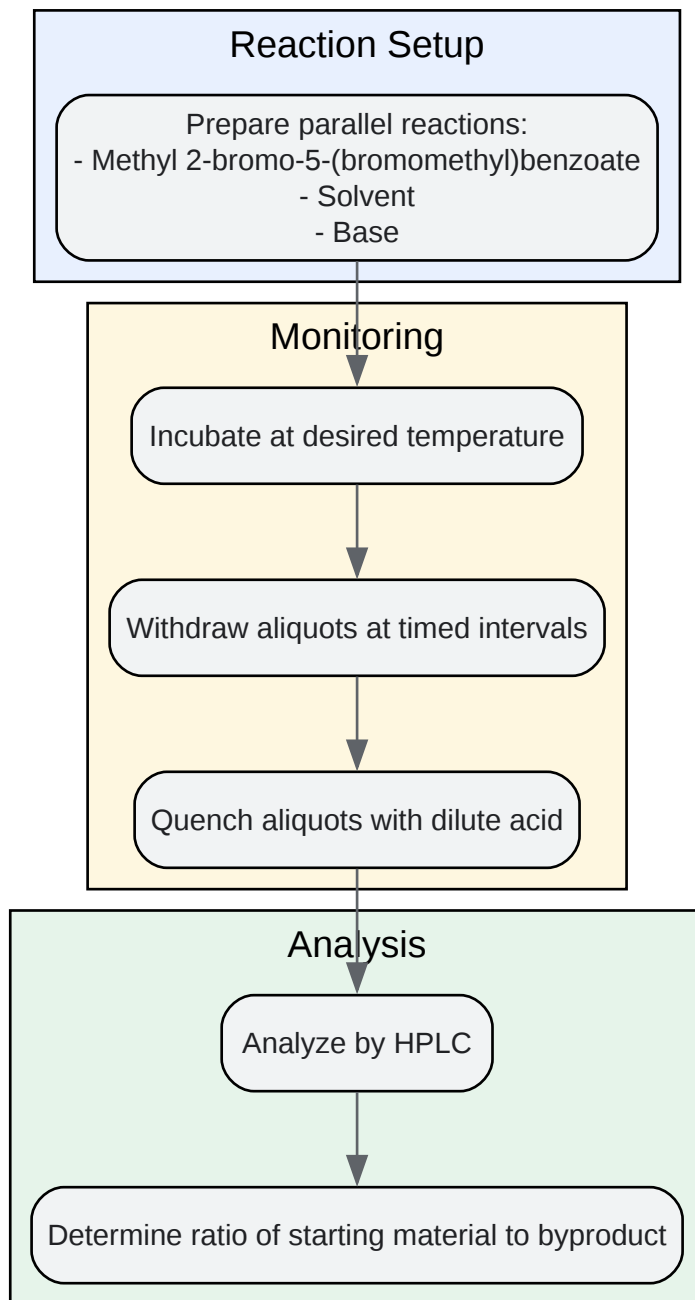 Reaction Setup
Prepare parallel reactions:
- Methyl 2-bromo-5-(bromomethyl)benzoate
- Solvent
- Base
Monitoring
Incubate at desired temperature
Withdraw aliquots at timed intervals
Quench aliquots with dilute acid
Analysis
Analyze by HPLC
Determine ratio of starting material to byproduct